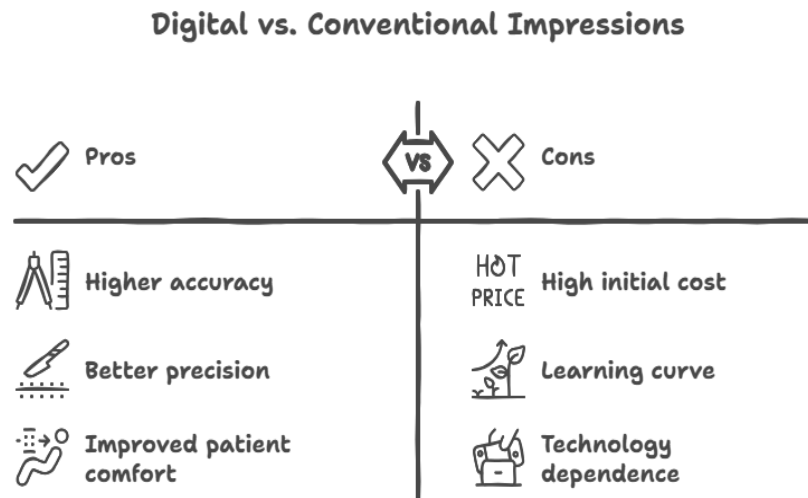 Digital vs. Conventional Impressions
Pros
VS
Cons
Higher accuracy
HOT
PRICE
High initial cost
Better precision
Learning curve
Improved patient
comfort
Technology
dependence